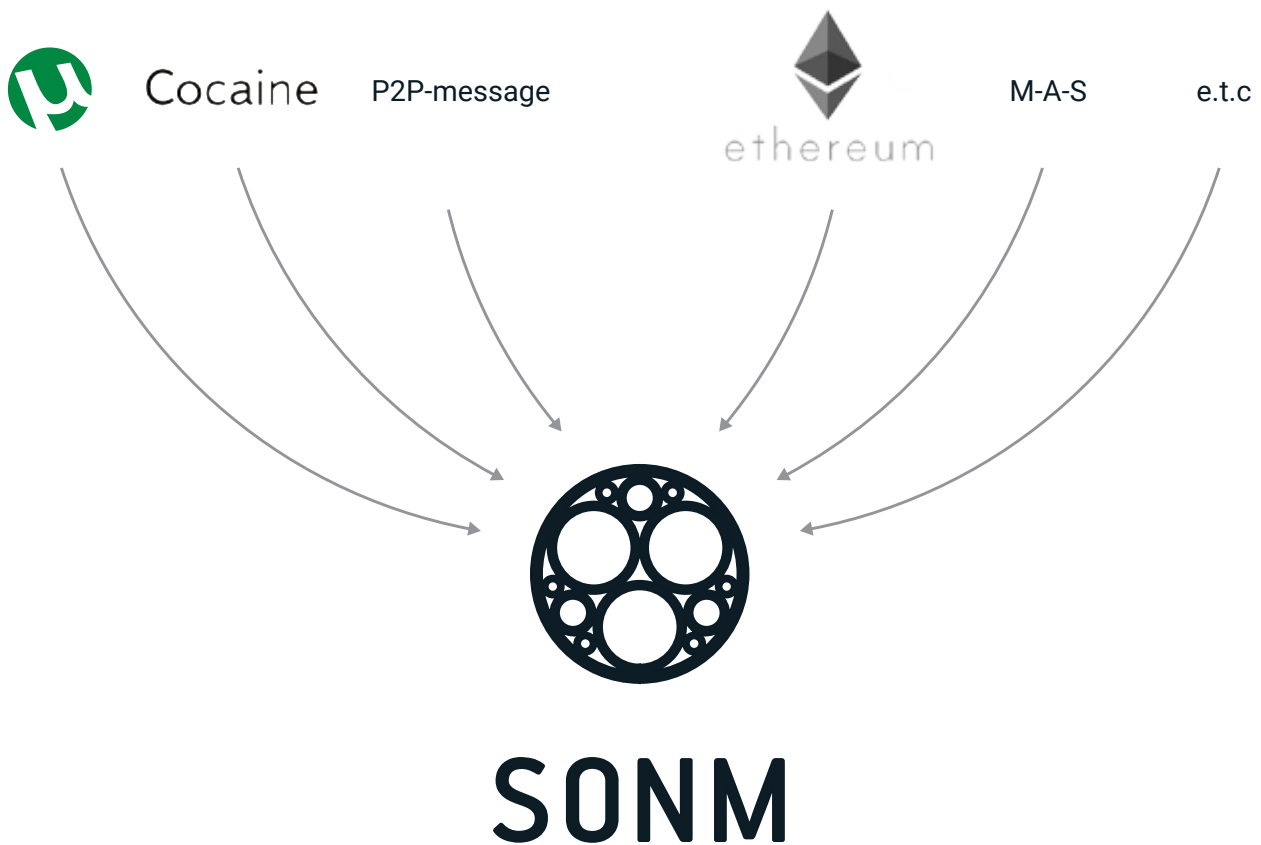 µ
Cocaine
P2P-message
ethereum
M-A-S
e.t.c
SONM